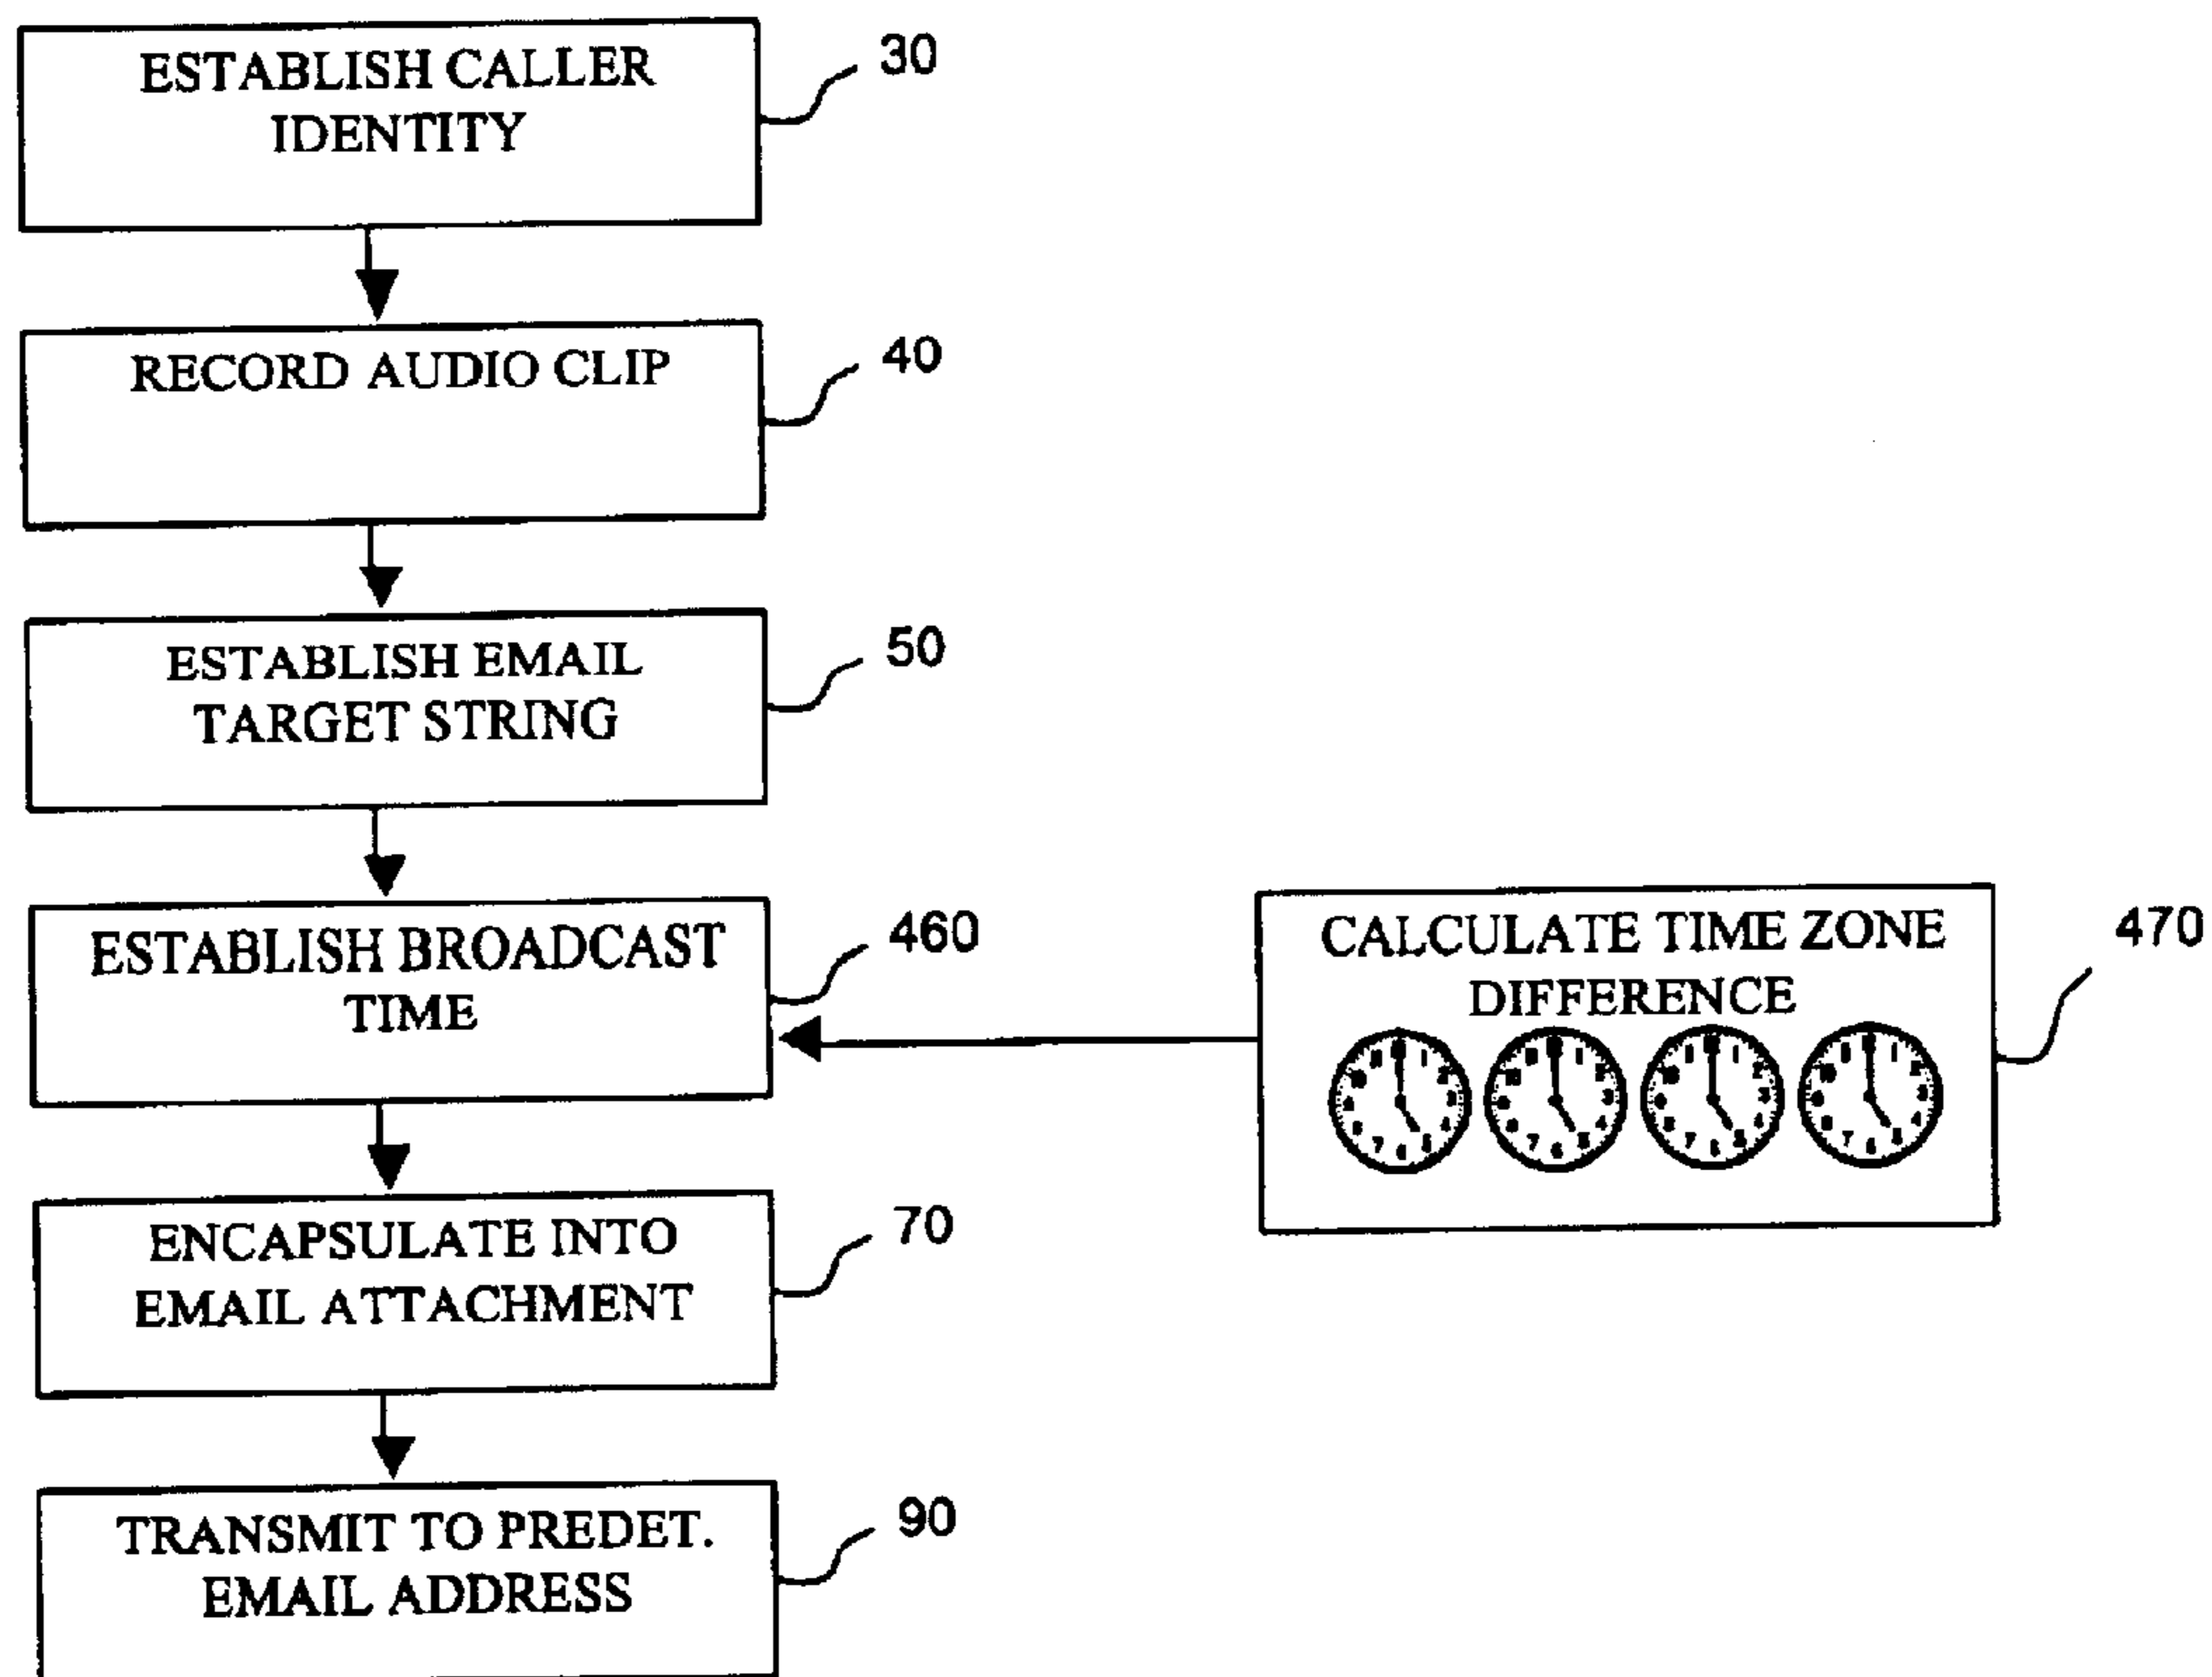 ESTABLISH CALLER
IDENTITY
30
RECORD AUDIO CLIP
40
ESTABLISH EMAIL
TARGET STRING
50
ESTABLISH BROADCAST
TIME
460
CALCULATE TIME ZONE
DIFFERENCE
470
ENCAPSULATE INTO
EMAIL ATTACHMENT
70
TRANSMIT TO PREDET.
EMAIL ADDRESS
90